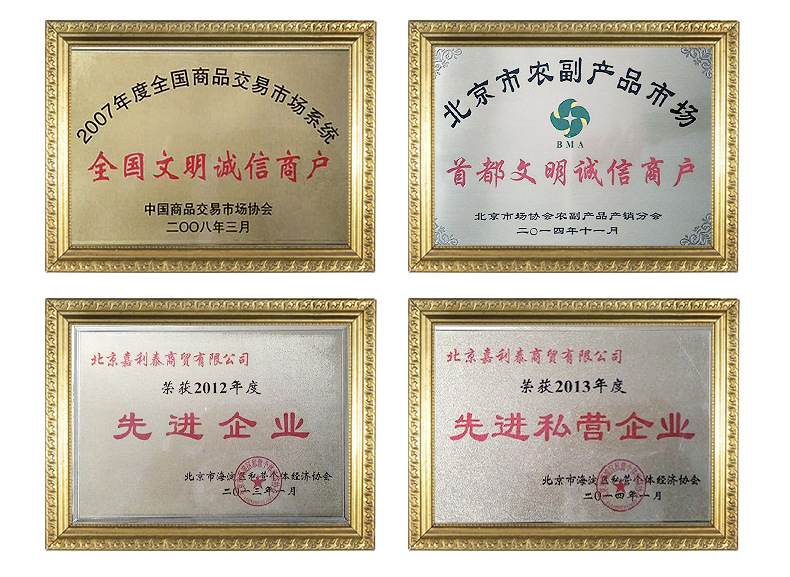 2007年度全国商品交易市场系统
全国文明诚信商户
中国商品交易市场协会
二〇〇八年三月
北京市农副产品市场
BMA
首都文明诚信商户
北京市场协会农副产品产销分会
二〇一四年十一月
北京嘉利泰商贸有限公司
荣获2012年度
先进企业
北京市海淀区私营个体经济协会
二〇一三年一月
北京嘉利泰商贸有限公司
荣获2013年度
先进私营企业
北京市海淀区私营个体经济协会
二〇一四年一月